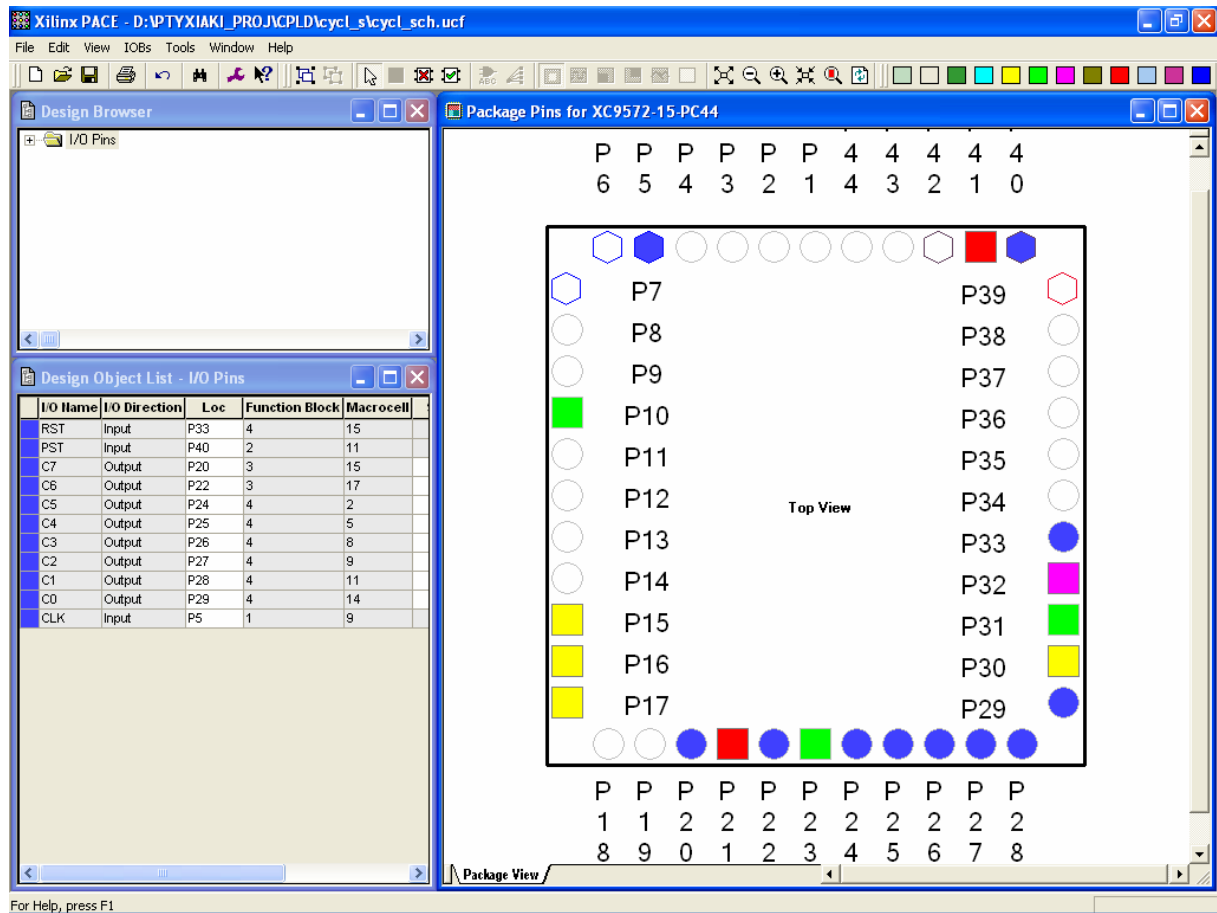 Xilinx PACE - D:\PTYXIAKI_PROJ\CPLD\cycl_s\cycl_sch.ucf
File Edit View IOBs Tools Window Help
Design Browser
I/O Pins
Design Object List - I/O Pins
I/O Name I/O Direction Loc Function Block Macrocell
RST Input P33 4 15
PST Input P40 2 11
C7 Output P20 3 15
C6 Output P22 3 17
C5 Output P24 4 2
C4 Output P25 4 5
C3 Output P26 4 8
C2 Output P27 4 9
C1 Output P28 4 11
C0 Output P29 4 14
CLK Input P5 1 9
Package Pins for XC9572-15-PC44
P P P P P P 4 4 4 4 4
6 5 4 3 2 1 4 3 2 1 0
P7 P39
P8 P38
P9 P37
P10 P36
P11 P35
P12 P34
Top View
P13 P33
P14 P32
P15 P31
P16 P30
P17 P29
P P P P P P P P P P P
1 1 2 2 2 2 2 2 2 2 2
8 9 0 1 2 3 4 5 6 7 8
Package View
For Help, press F1